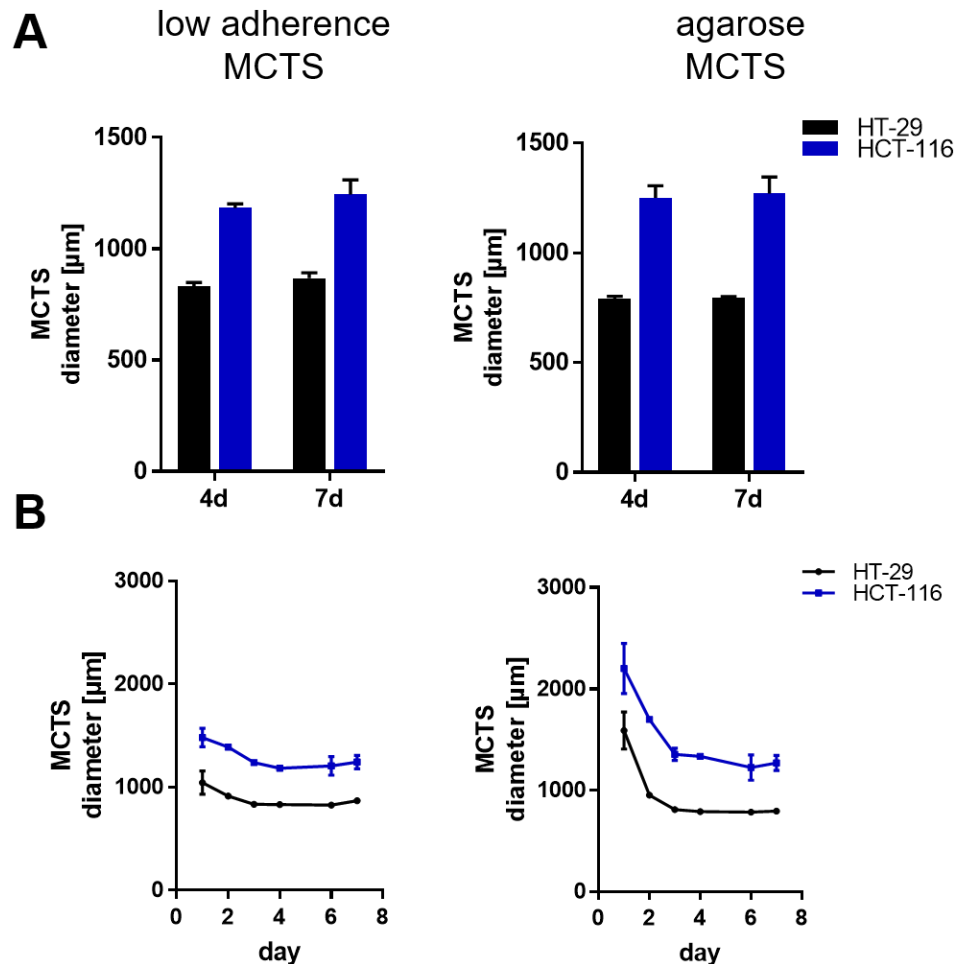 A
low adherence
MCTS
agarose
MCTS
HT-29
HCT-116
MCTS
diameter [µm]
1500
1000
500
0
4d
7d
MCTS
diameter [µm]
1500
1000
500
0
4d
7d
B
MCTS
diameter [µm]
3000
2000
1000
0
0
2
4
6
8
day
HT-29
HCT-116
MCTS
diameter [µm]
3000
2000
1000
0
0
2
4
6
8
day